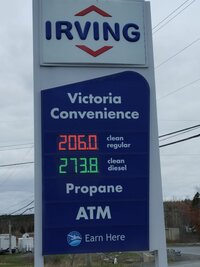 IRVING
Victoria
Convenience
206.0 clean
regular
273.8 clean
diesel
Propane
ATM
Earn Here